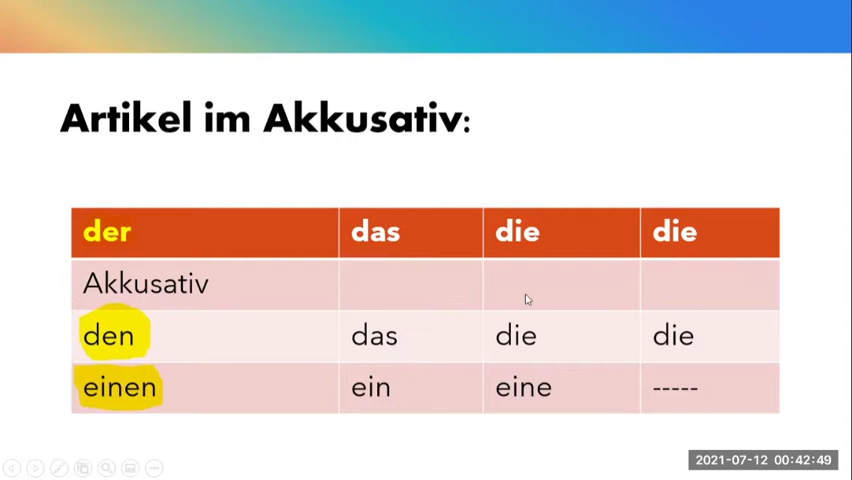 Artikel im Akkusativ:
der das die die
Akkusativ
den das die die
einen ein eine -----
2021-07-12 00:42:49